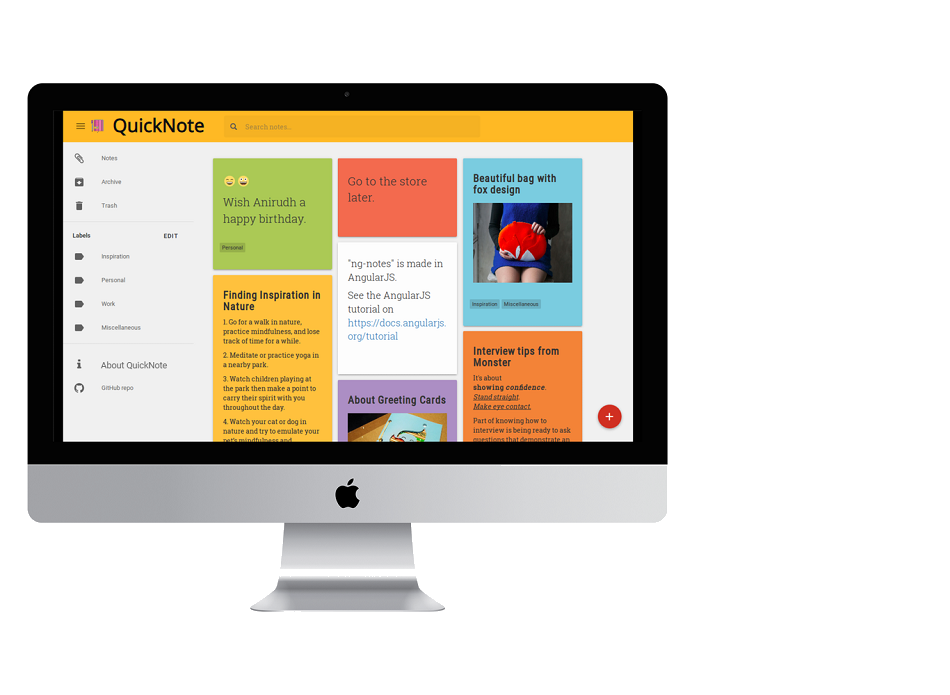 QuickNote
Search notes...
Notes
Archive
Trash
Labels
EDIT
Inspiration
Personal
Work
Miscellaneous
About QuickNote
GitHub repo
Wish Anirudh a
happy birthday.
Personal
Finding Inspiration in
Nature
1. Go for a walk in nature,
practice mindfulness, and lose
track of time for a while.
2. Meditate or practice yoga in
a nearby park.
3. Watch children playing at
the park then make a point to
carry their spirit with you
throughout the day.
4. Watch your cat or dog in
nature and try to emulate your
pet's mindfulness and
Go to the store
later.
"ng-notes" is made in
AngularJS.
See the AngularJS
tutorial on
https://docs.angularjs.
org/tutorial
About Greeting Cards
Beautiful bag with
fox design
Inspiration Miscellaneous
Interview tips from
Monster
It's about
showing confidence.
Stand straight.
Make eye contact.
Part of knowing how to
interview is being ready to ask
questions that demonstrate an